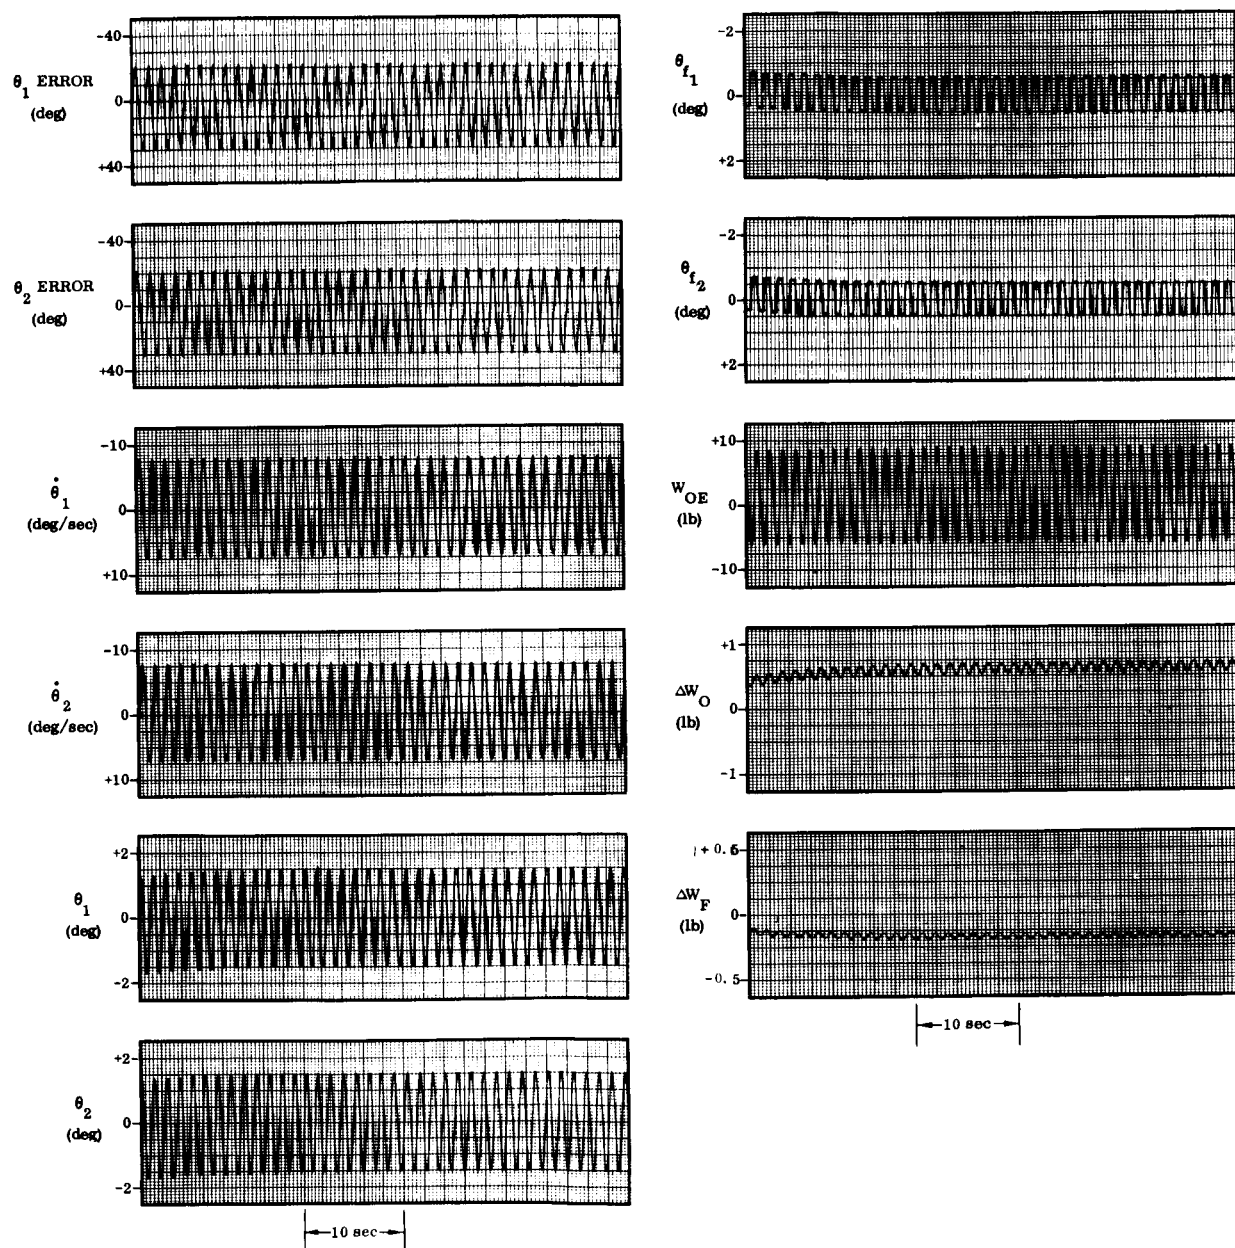 -40
θ1 ERROR
0
(deg)
+40
-40
θ2 ERROR
0
(deg)
+40
-10
θ̇1
0
(deg/sec)
+10
-10
θ̇2
0
(deg/sec)
+10
+2
θ1
0
(deg)
-2
+2
θ2
0
(deg)
-2
10 sec
-2
θf1
0
(deg)
+2
-2
θf2
0
(deg)
+2
+10
WOE
0
(lb)
-10
+1
ΔWO
0
(lb)
-1
ΔWF
0
(lb)
-0.5
10 sec